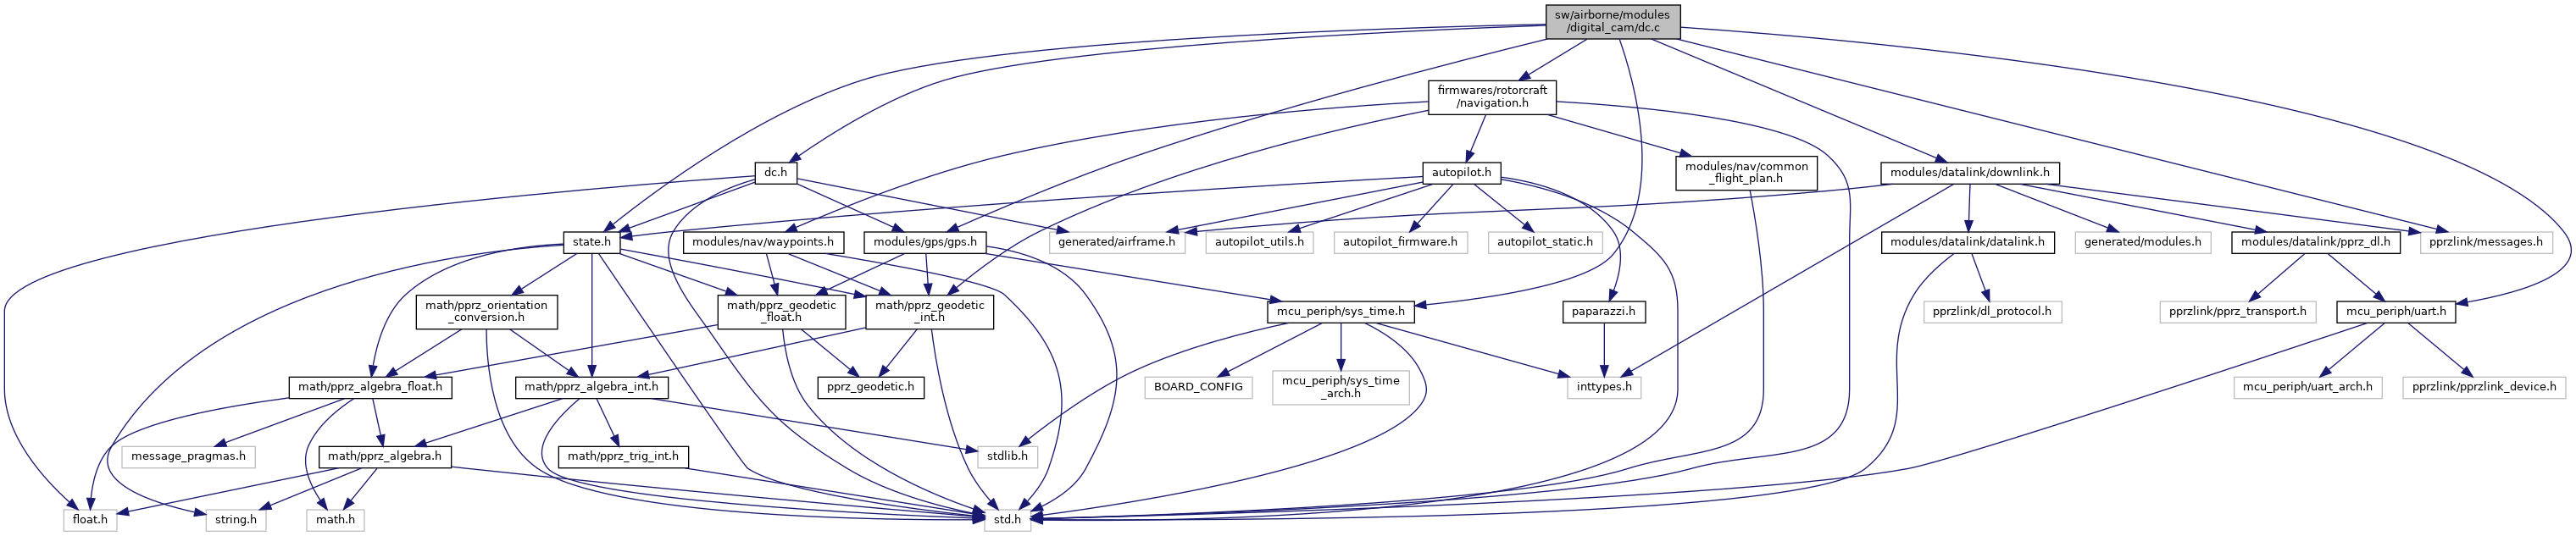 sw/airborne/modules
/digital_cam/dc.c
firmwares/rotorcraft
/navigation.h
dc.h
autopilot.h
modules/nav/common
_flight_plan.h
modules/datalink/downlink.h
state.h
modules/nav/waypoints.h
modules/gps/gps.h
generated/airframe.h
autopilot_utils.h
autopilot_firmware.h
autopilot_static.h
modules/datalink/datalink.h
generated/modules.h
modules/datalink/pprz_dl.h
pprzlink/messages.h
math/pprz_orientation
_conversion.h
math/pprz_geodetic
_float.h
math/pprz_geodetic
_int.h
mcu_periph/sys_time.h
paparazzi.h
pprzlink/dl_protocol.h
pprzlink/pprz_transport.h
mcu_periph/uart.h
math/pprz_algebra_float.h
math/pprz_algebra_int.h
pprz_geodetic.h
BOARD_CONFIG
mcu_periph/sys_time
_arch.h
inttypes.h
mcu_periph/uart_arch.h
pprzlink/pprzlink_device.h
message_pragmas.h
math/pprz_algebra.h
math/pprz_trig_int.h
stdlib.h
float.h
string.h
math.h
std.h